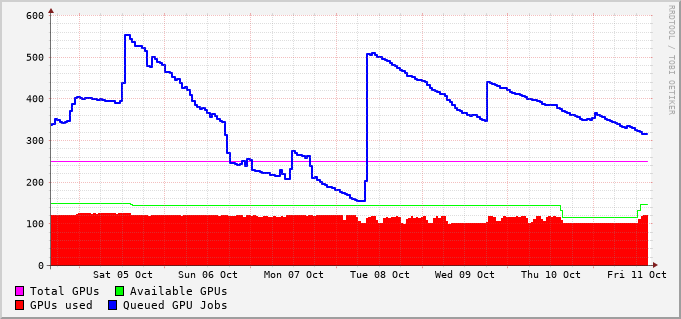 RRDTOOL / TOBI OETIKER
600
500
400
300
200
100
0
Sat 05 Oct Sun 06 Oct Mon 07 Oct Tue 08 Oct Wed 09 Oct Thu 10 Oct Fri 11 Oct
Total GPUs Available GPUs
GPUs used Queued GPU Jobs